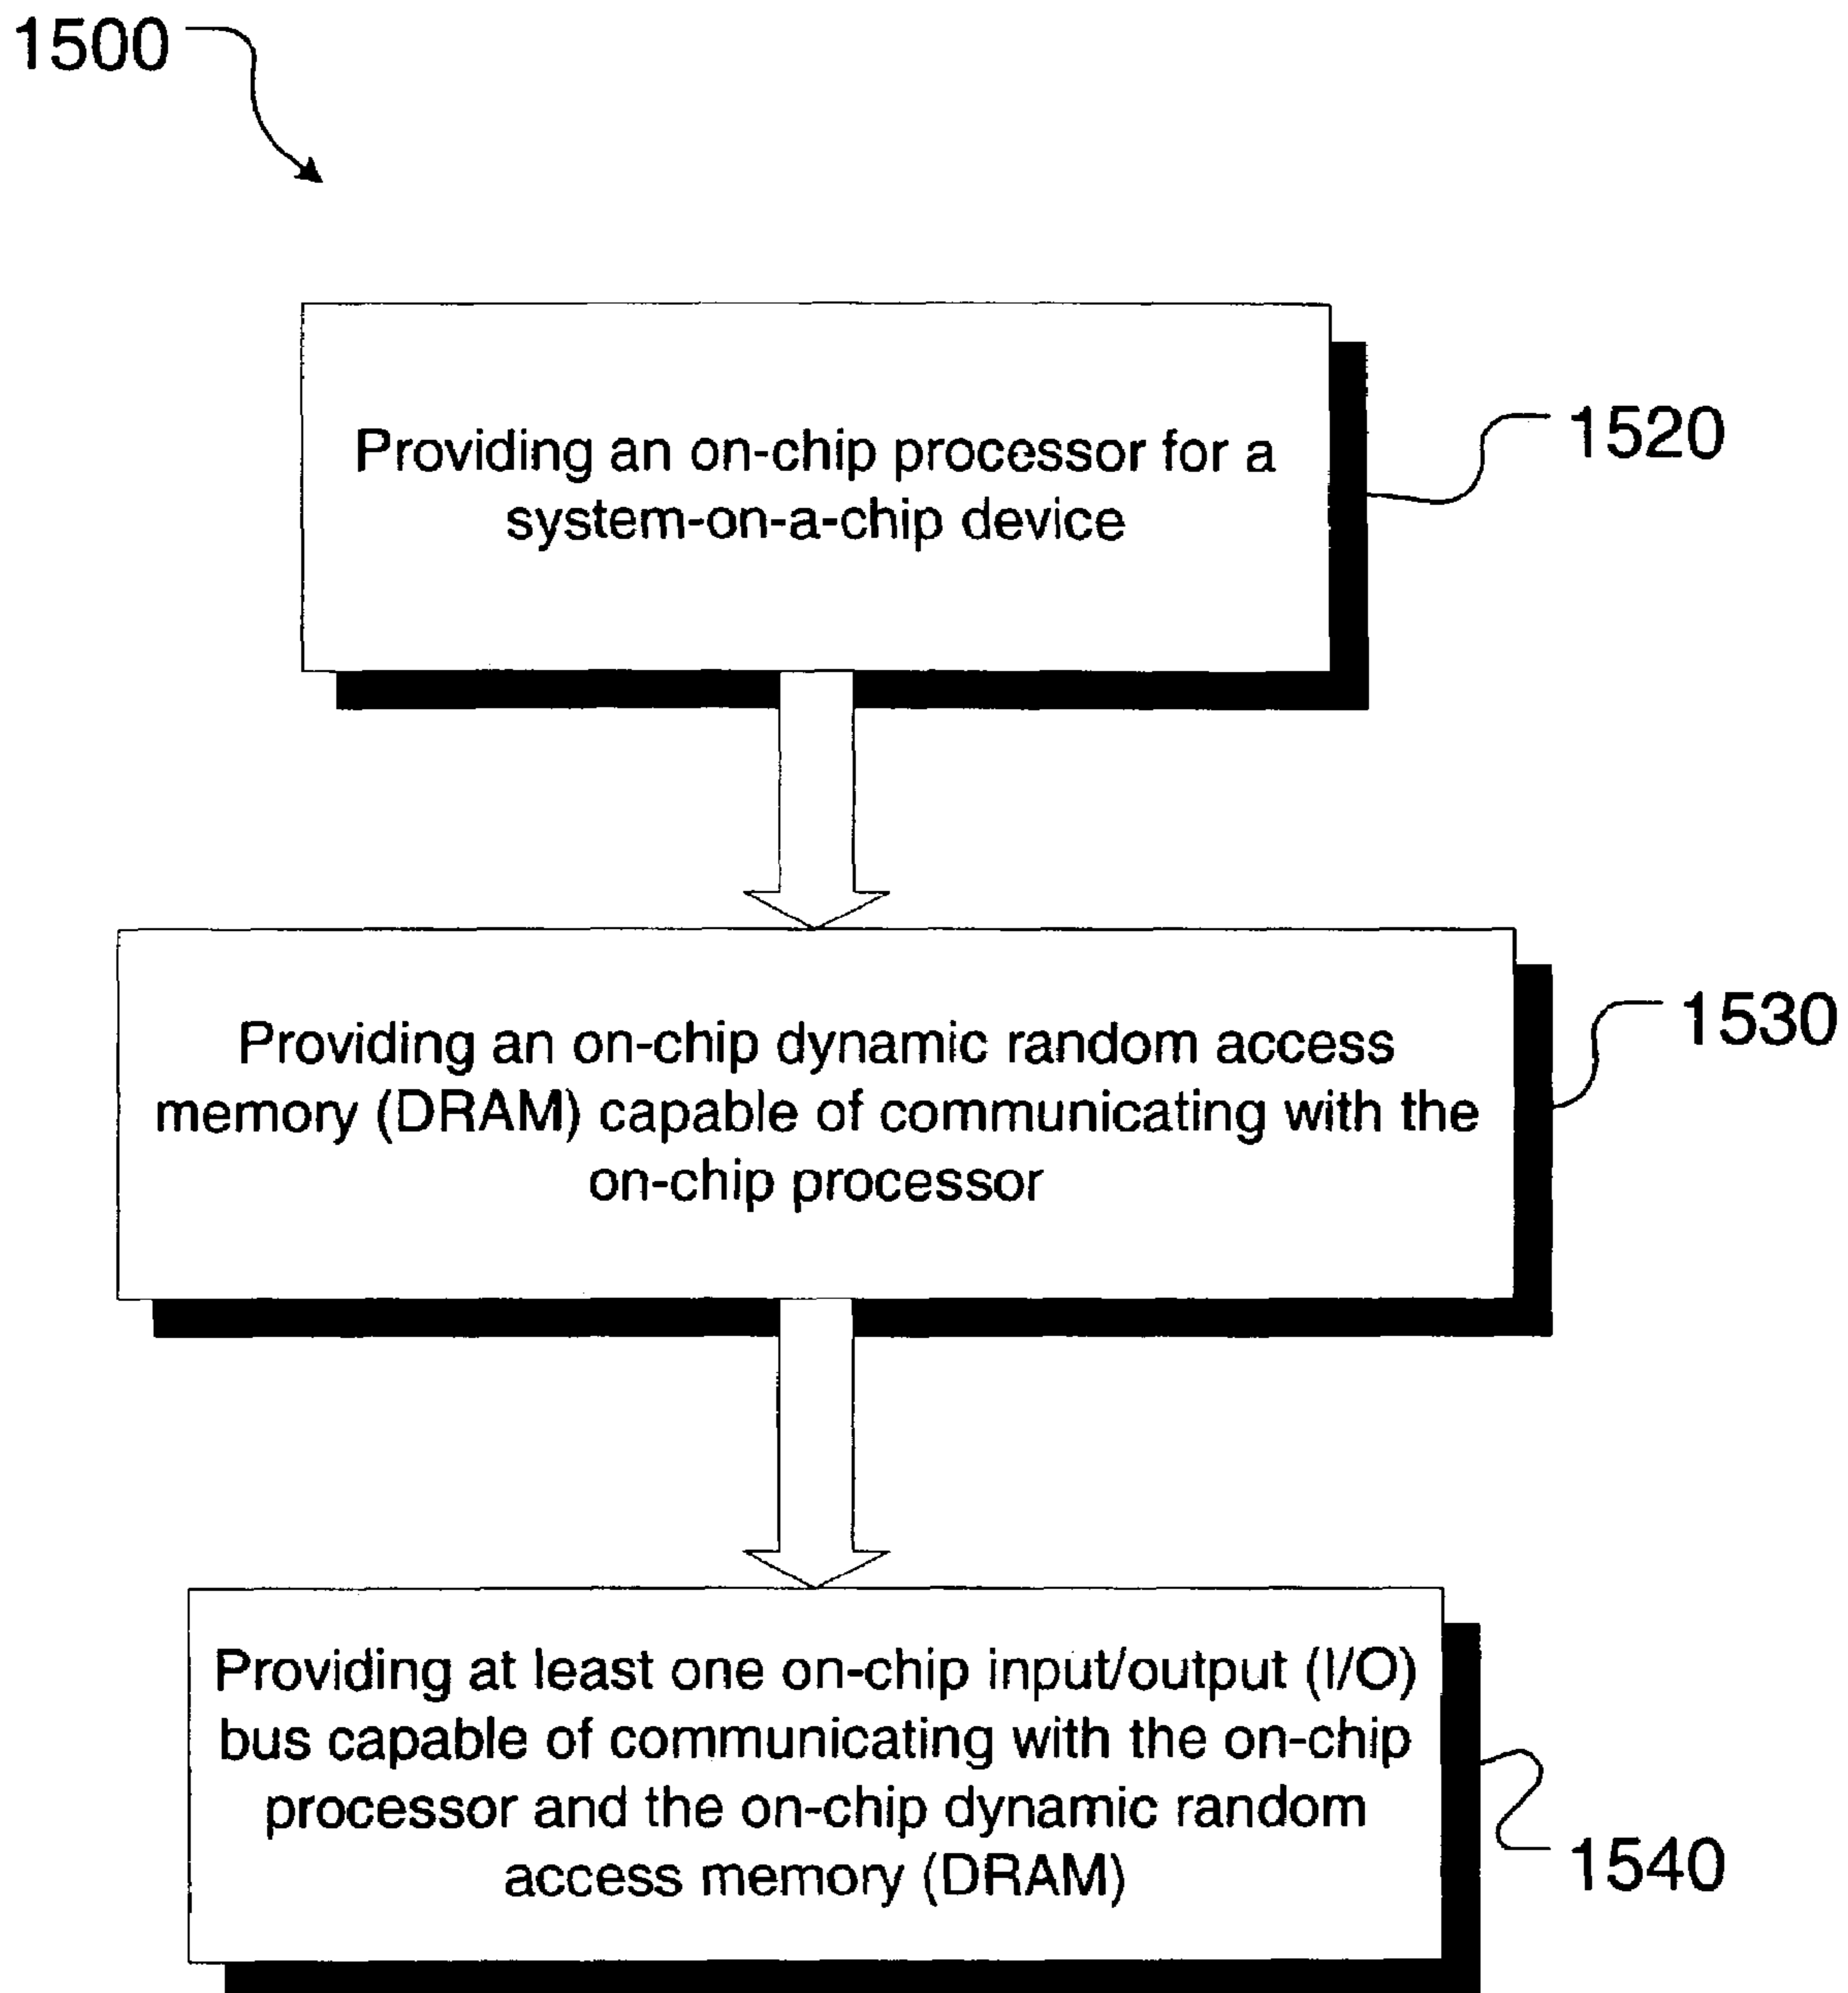 1500
Providing an on-chip processor for a
system-on-a-chip device
1520
Providing an on-chip dynamic random access
memory (DRAM) capable of communicating with the
on-chip processor
1530
Providing at least one on-chip input/output (I/O)
bus capable of communicating with the on-chip
processor and the on-chip dynamic random
access memory (DRAM)
1540